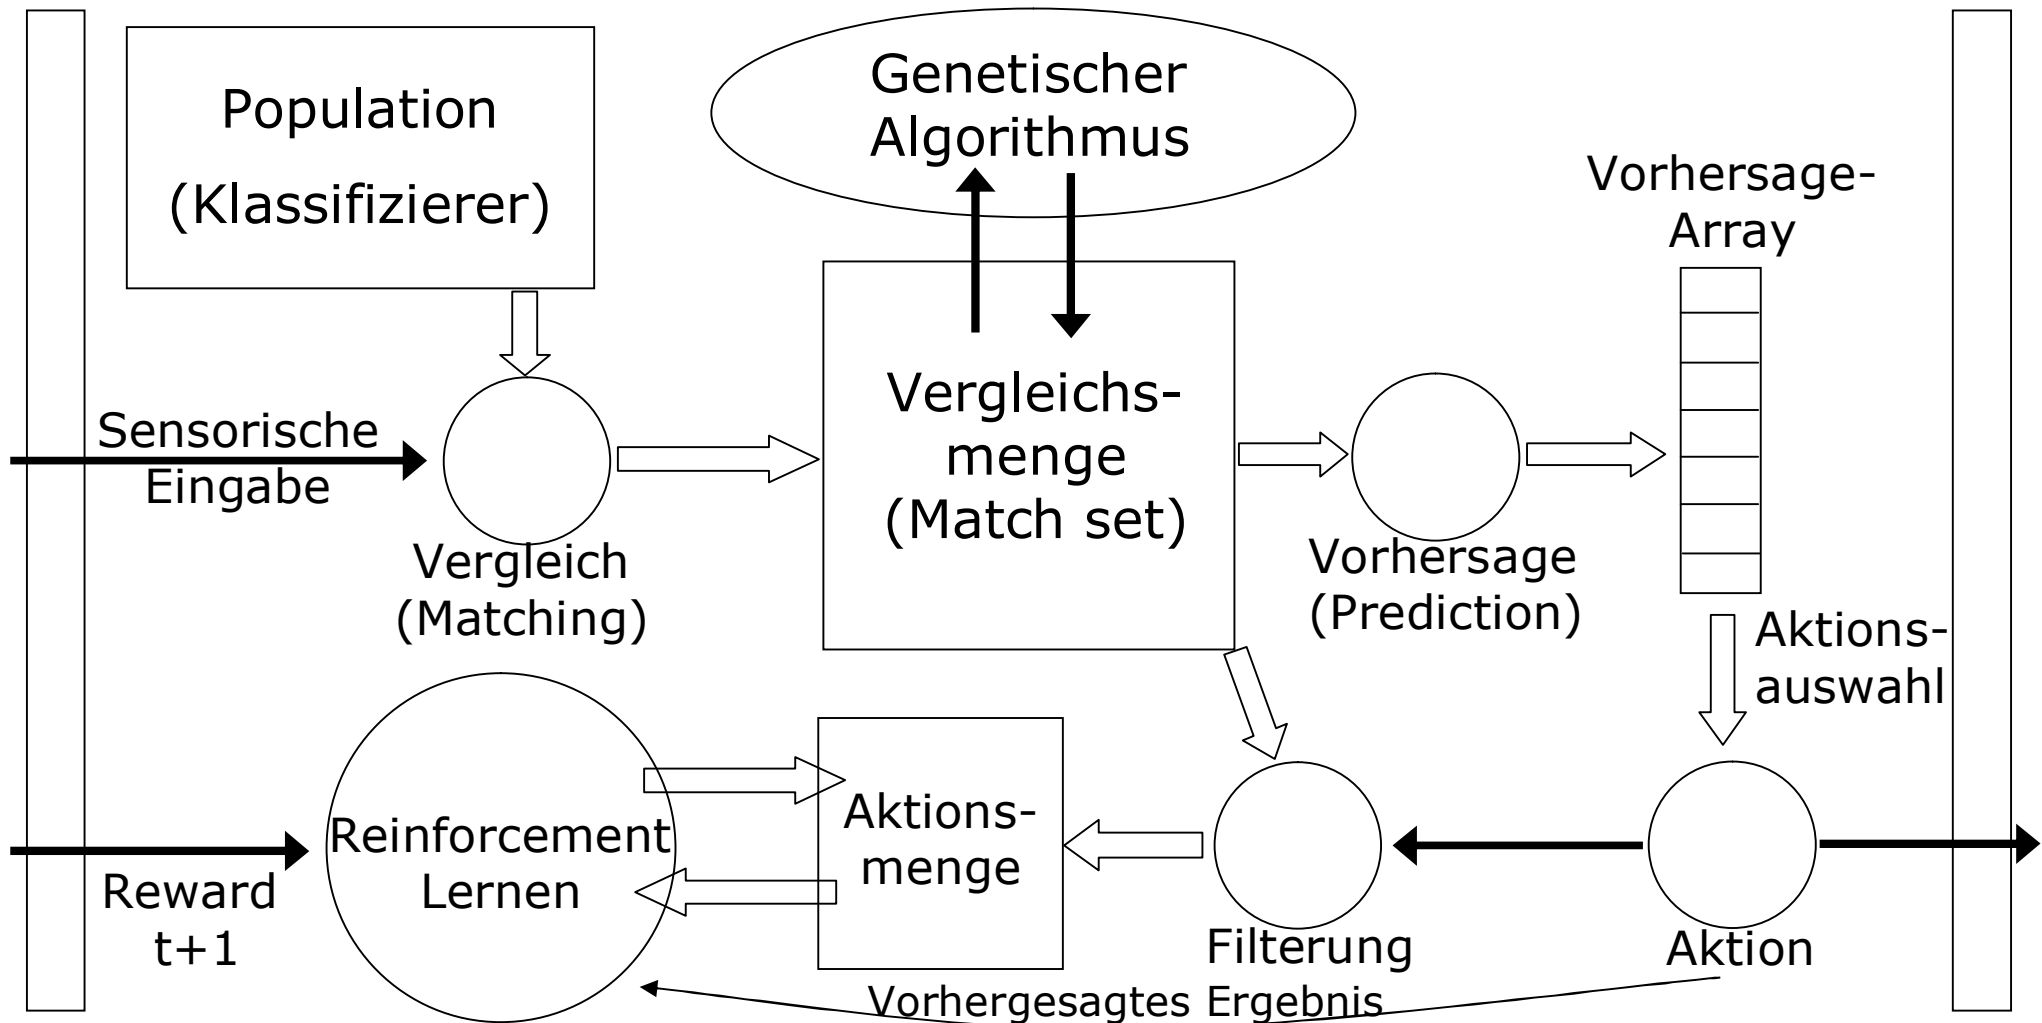 Population
(Klassifizierer)
Genetischer
Algorithmus
Vorhersage-
Array
Sensorische
Eingabe
Vergleich
(Matching)
Vergleichs-
menge
(Match set)
Vorhersage
(Prediction)
Aktions-
auswahl
Reward
t+1
Reinforcement
Lernen
Aktions-
menge
Filterung
Aktion
Vorhergesagtes Ergebnis